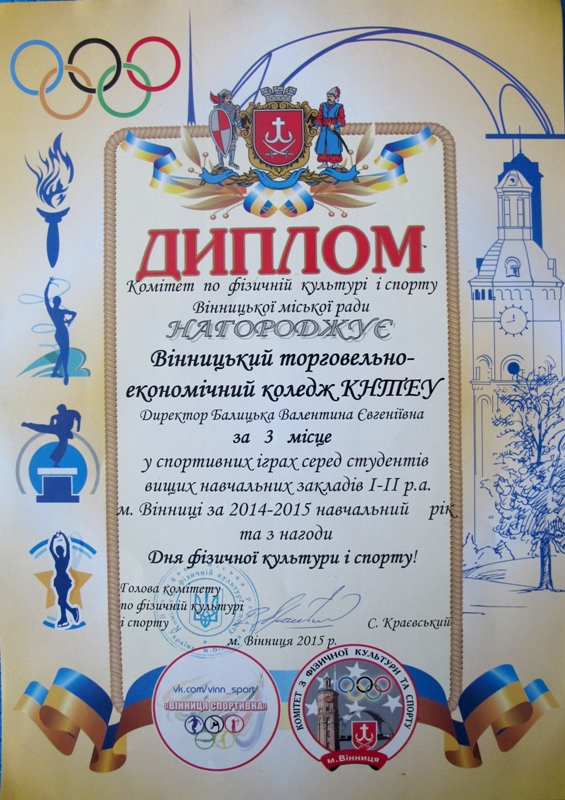 ДИПЛОМ
Комітет по фізичній культурі і спорту
Вінницької міської ради
НАГОРОДЖУЄ
Вінницький торговельно-
економічний коледж КНТЕУ
Директор Балицька Валентина Євгеніївна
за 3 місце
у спортивних іграх серед студентів
вищих навчальних закладів І-ІІ р.а.
м. Вінниці за 2014-2015 навчальний рік
та з нагоди
Дня фізичної культури і спорту!
Голова комітету
по фізичній культурі
і спорту
С. Краєвський
м. Вінниця 2015 р.
vk.com/vinn_sport/
«ВІННИЦЯ СПОРТИВНА»
КОМІТЕТ З ФІЗИЧНОЇ КУЛЬТУРИ ТА СПОРТУ
м.Вінниця